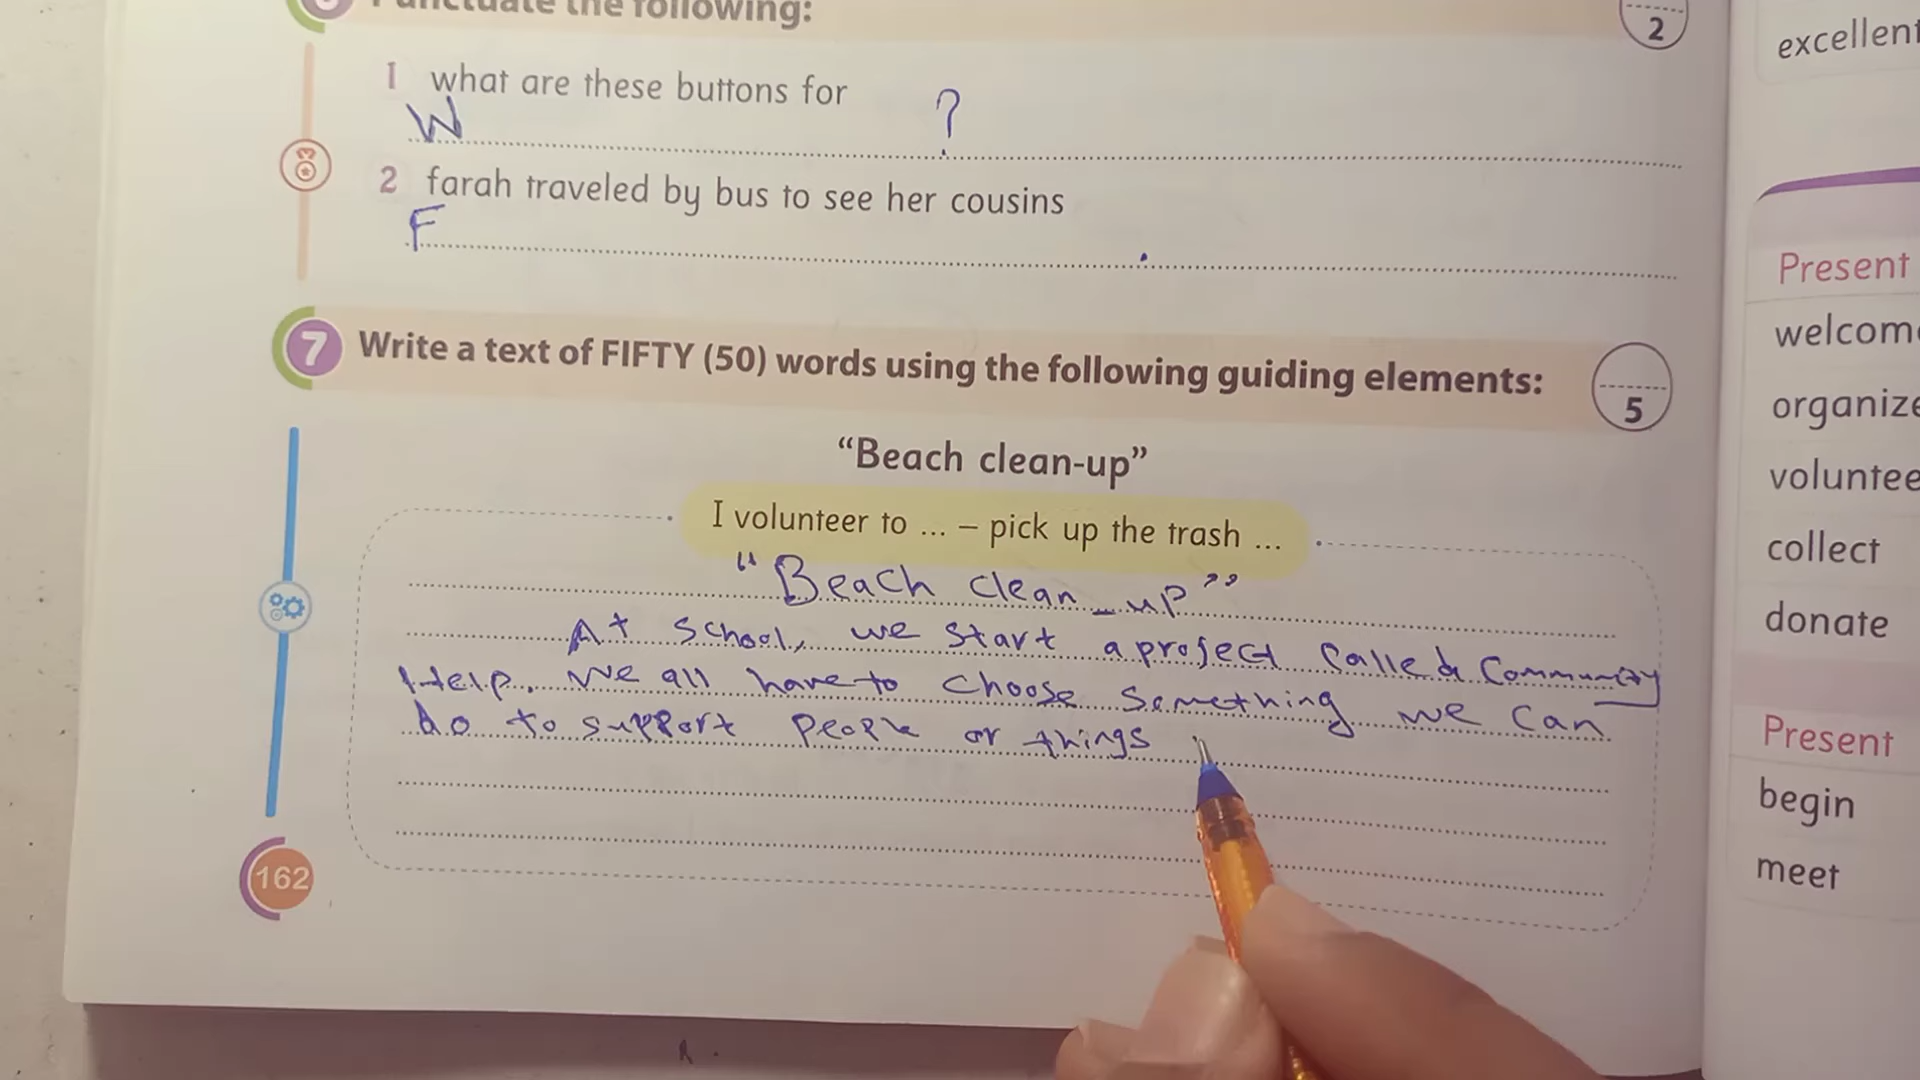 Punctuate the following:
2
1 what are these buttons for
W ?
2 farah traveled by bus to see her cousins
F .
7 Write a text of FIFTY (50) words using the following guiding elements:
5
“Beach clean-up”
I volunteer to ... – pick up the trash ...
“Beach clean-up”
At school, we start a project called Community
Help. We all have to choose something we can
do to support people or things
162
excellent
Present
welcome
organize
voluntee
collect
donate
Present
begin
meet